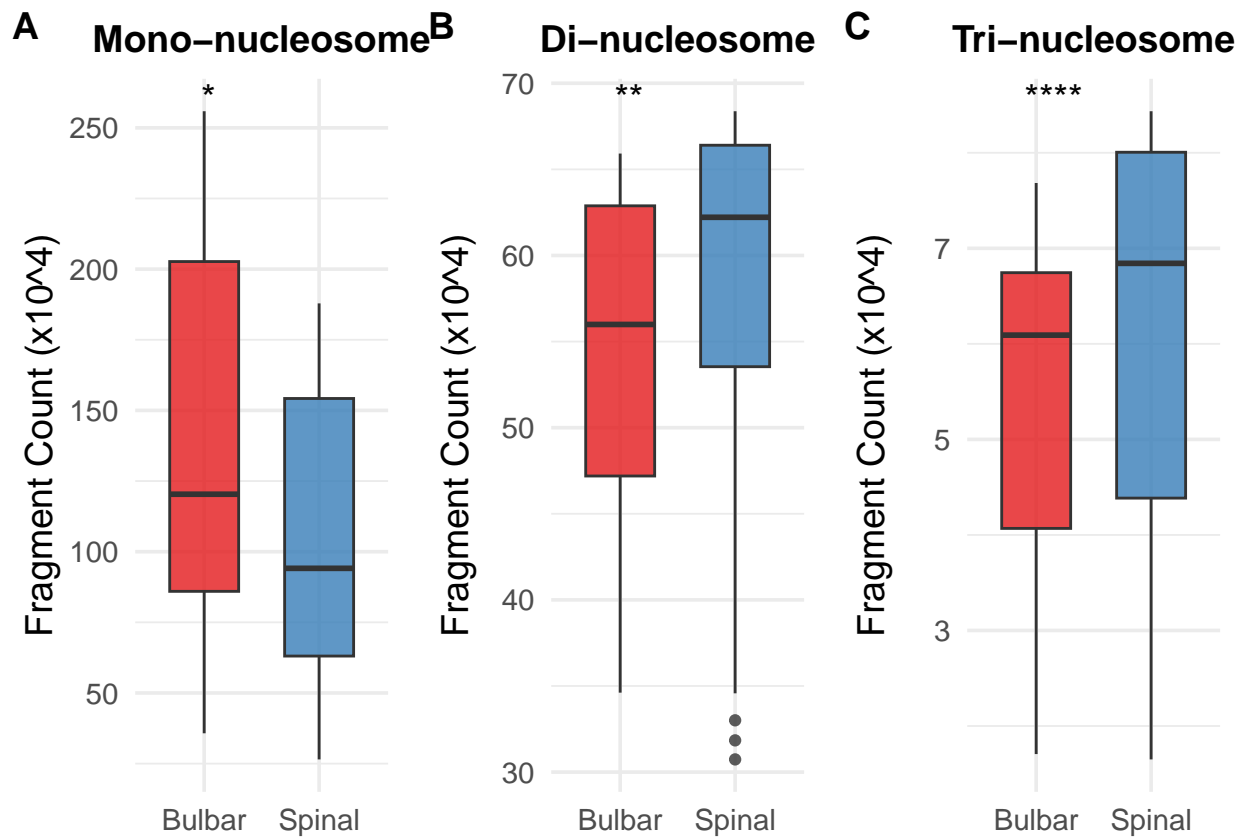 A
Mono−nucleosome
*
250
200
150
100
50
Fragment Count (x10^4)
Bulbar
Spinal
B
Di−nucleosome
**
70
60
50
40
30
Fragment Count (x10^4)
Bulbar
Spinal
C
Tri−nucleosome
****
7
5
3
Fragment Count (x10^4)
Bulbar
Spinal